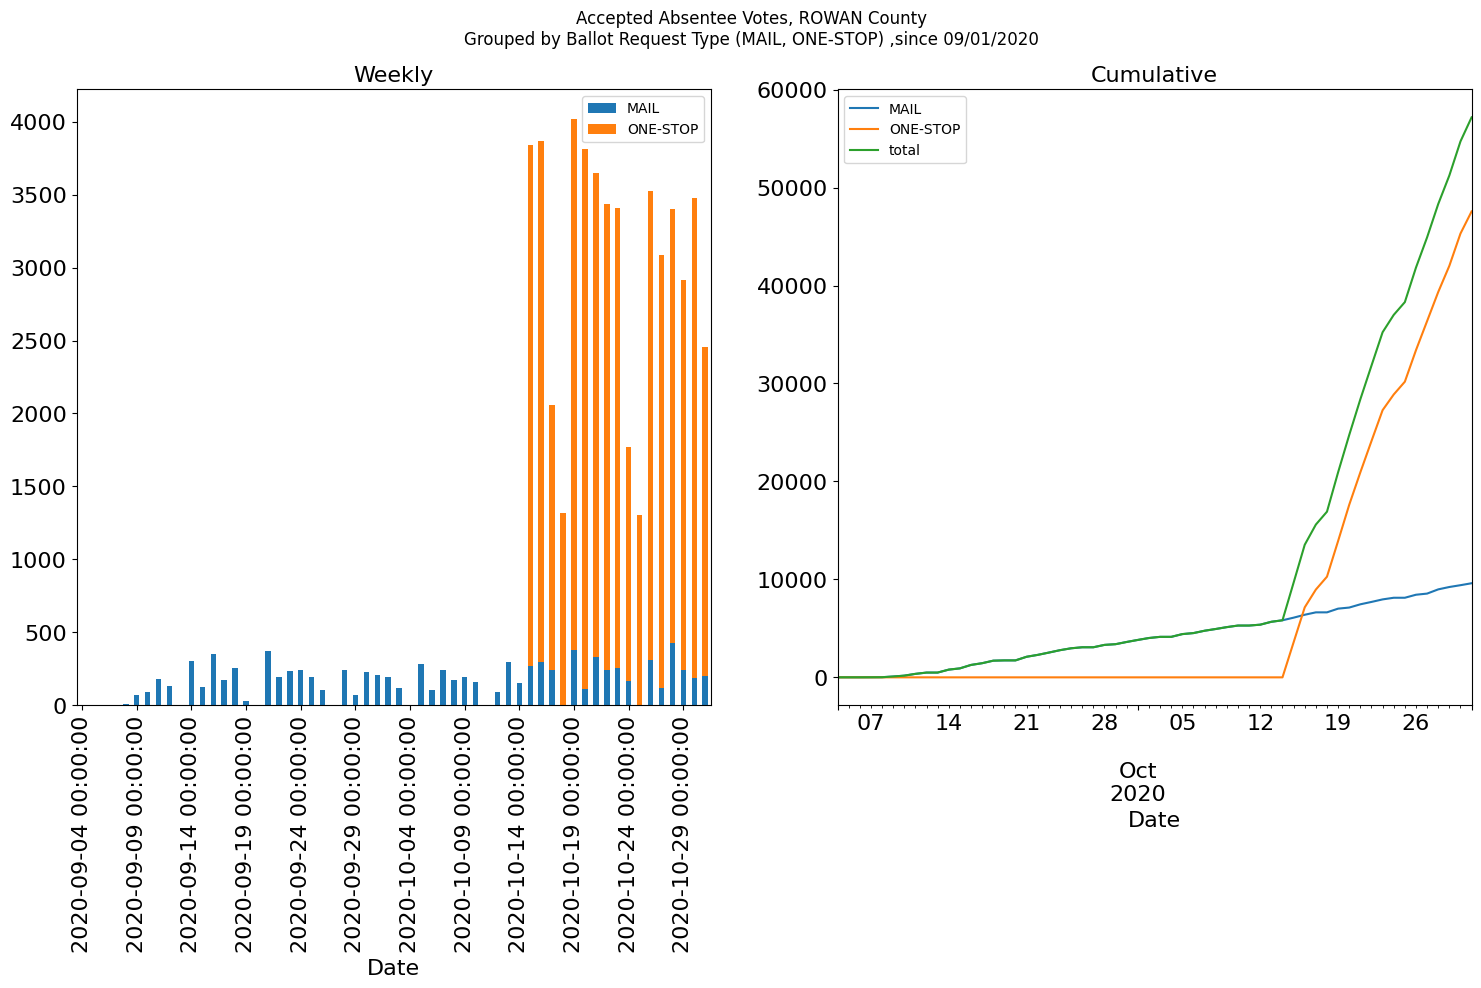 Accepted Absentee Votes, ROWAN County
Grouped by Ballot Request Type (MAIL, ONE-STOP) ,since 09/01/2020
Weekly
MAIL
ONE-STOP
4000
3500
3000
2500
2000
1500
1000
500
0
2020-09-04 00:00:00
2020-09-09 00:00:00
2020-09-14 00:00:00
2020-09-19 00:00:00
2020-09-24 00:00:00
2020-09-29 00:00:00
2020-10-04 00:00:00
2020-10-09 00:00:00
2020-10-14 00:00:00
2020-10-19 00:00:00
2020-10-24 00:00:00
2020-10-29 00:00:00
Date
Cumulative
MAIL
ONE-STOP
total
60000
50000
40000
30000
20000
10000
0
07 14 21 28 05 12 19 26
Oct
2020
Date